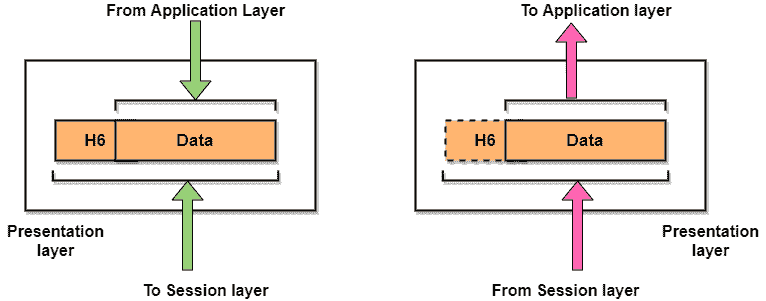 From Application Layer
To Application layer
H6
Data
H6
Data
Presentation
layer
Presentation
layer
To Session layer
From Session layer